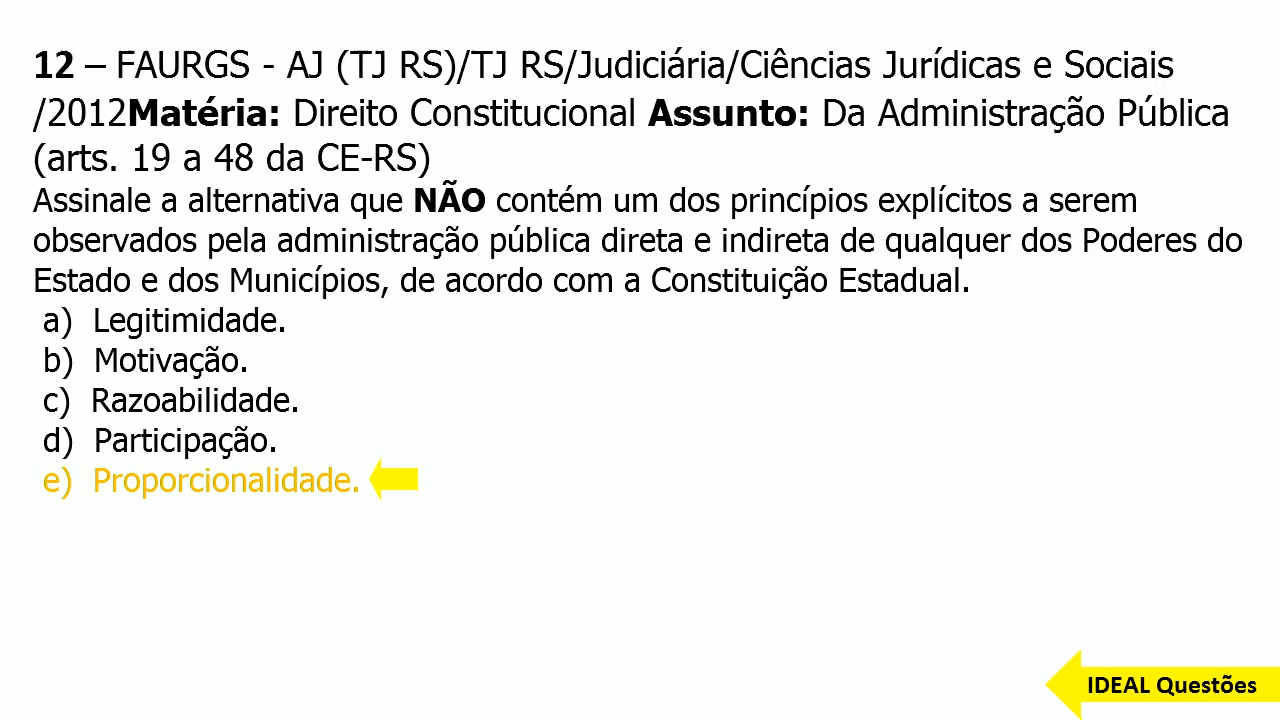 12 – FAURGS - AJ (TJ RS)/TJ RS/Judiciária/Ciências Jurídicas e Sociais
/2012Matéria: Direito Constitucional Assunto: Da Administração Pública
(arts. 19 a 48 da CE-RS)
Assinale a alternativa que NÃO contém um dos princípios explícitos a serem
observados pela administração pública direta e indireta de qualquer dos Poderes do
Estado e dos Municípios, de acordo com a Constituição Estadual.
a) Legitimidade.
b) Motivação.
c) Razoabilidade.
d) Participação.
e) Proporcionalidade.
IDEAL Questões